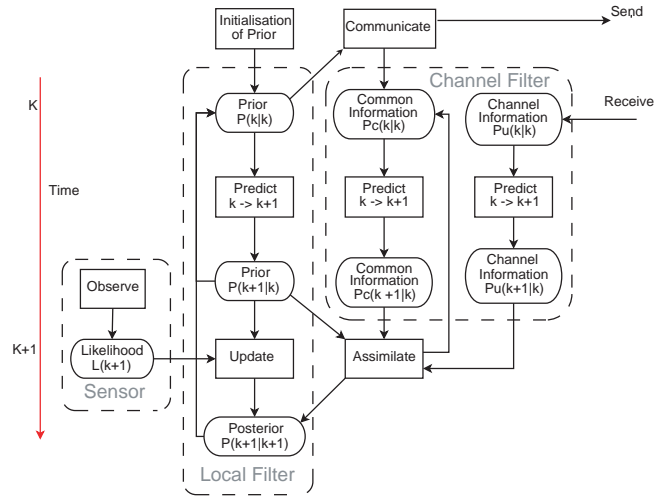 Initialisation
of Prior
Communicate
Send
Channel Filter
K
Prior
P(k|k)
Common
Information
Pc(k|k)
Channel
Information
Pu(k|k)
Receive
Time
Predict
k -> k+1
Predict
k -> k+1
Predict
k -> k+1
Prior
P(k+1|k)
Common
Information
Pc(k +1|k)
Channel
Information
Pu(k+1|k)
Observe
K+1
Likelihood
L(k+1)
Update
Assimilate
Sensor
Posterior
P(k+1|k+1)
Local Filter